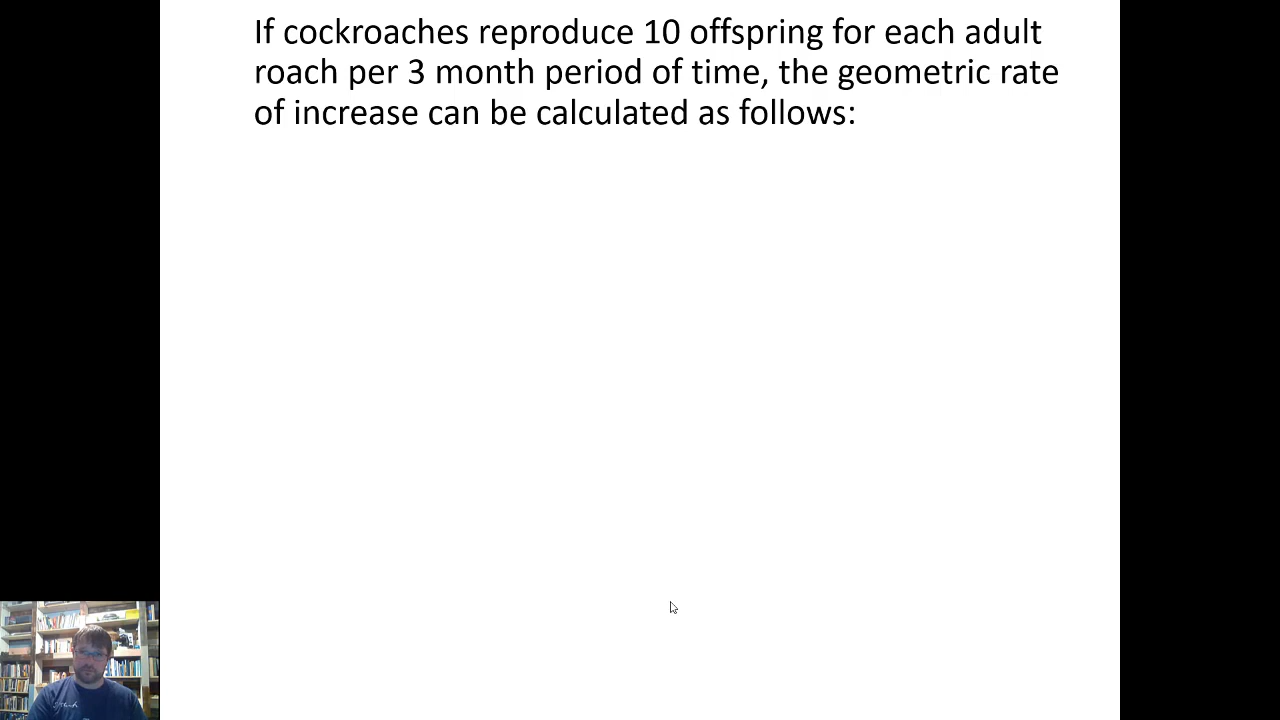 If cockroaches reproduce 10 offspring for each adult
roach per 3 month period of time, the geometric rate
of increase can be calculated as follows: